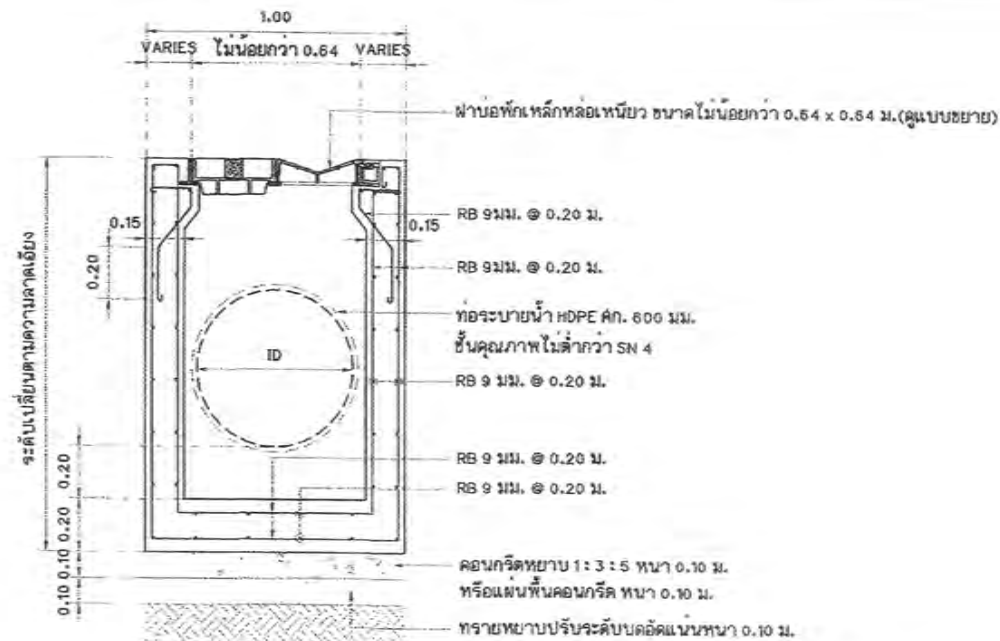 1.00
VARIES ไม่น้อยกว่า 0.64 VARIES
ฝาบ่อพักเหล็กหล่อเหนียว ขนาดไม่น้อยกว่า 0.64 x 0.64 ม.(ดูแบบขยาย)
RB 9มม. @ 0.20 ม.
0.15
0.15
0.20
RB 9มม. @ 0.20 ม.
ระดับเปลี่ยนตามความลาดเอียง
ท่อระบายน้ำ HDPE ศก. 600 มม.
ชั้นคุณภาพไม่ต่ำกว่า SN 4
ID
RB 9 มม. @ 0.20 ม.
0.20
RB 9 มม. @ 0.20 ม.
RB 9 มม. @ 0.20 ม.
0.20
0.10
คอนกรีตหยาบ 1: 3 : 5 หนา 0.10 ม.
หรือแผ่นพื้นคอนกรีต หนา 0.10 ม.
0.10
ทรายหยาบปรับระดับบดอัดแน่นหนา 0.10 ม.